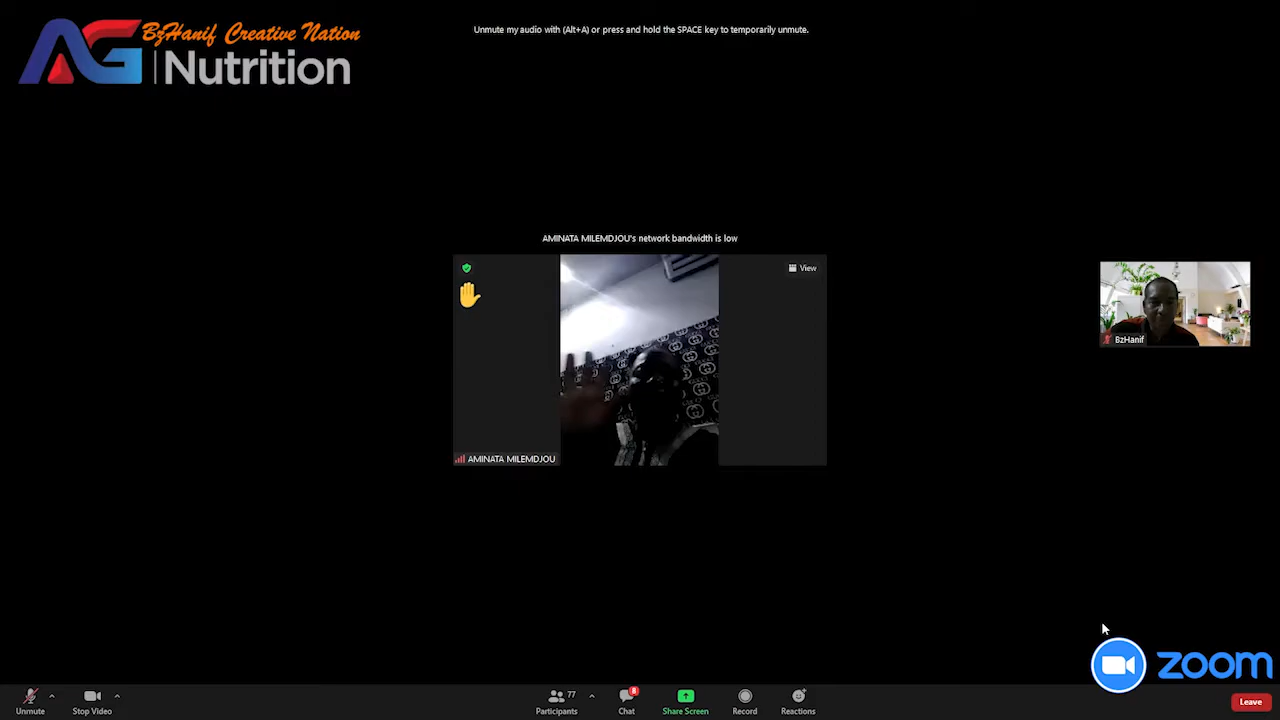 BzHanif Creative Nation
AG Nutrition
Unmute my audio with (Alt+A) or press and hold the SPACE key to temporarily unmute.
AMINATA MILEMDJOU's network bandwidth is low
View
AMINATA MILEMDJOU
BzHanif
zoom
Unmute
Stop Video
77
Participants
8
Chat
Share Screen
Record
Reactions
Leave